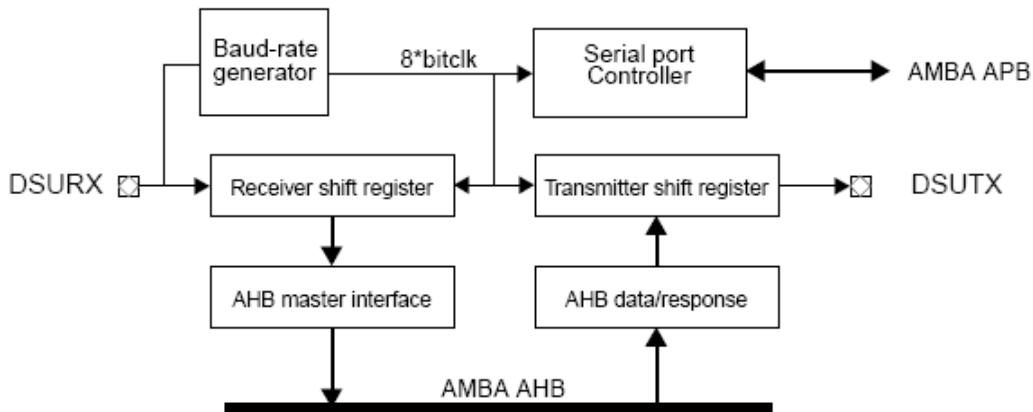 Baud-rate
generator
8*bitclk
Serial port
Controller
AMBA APB
DSURX
Receiver shift register
Transmitter shift register
DSUTX
AHB master interface
AHB data/response
AMBA AHB